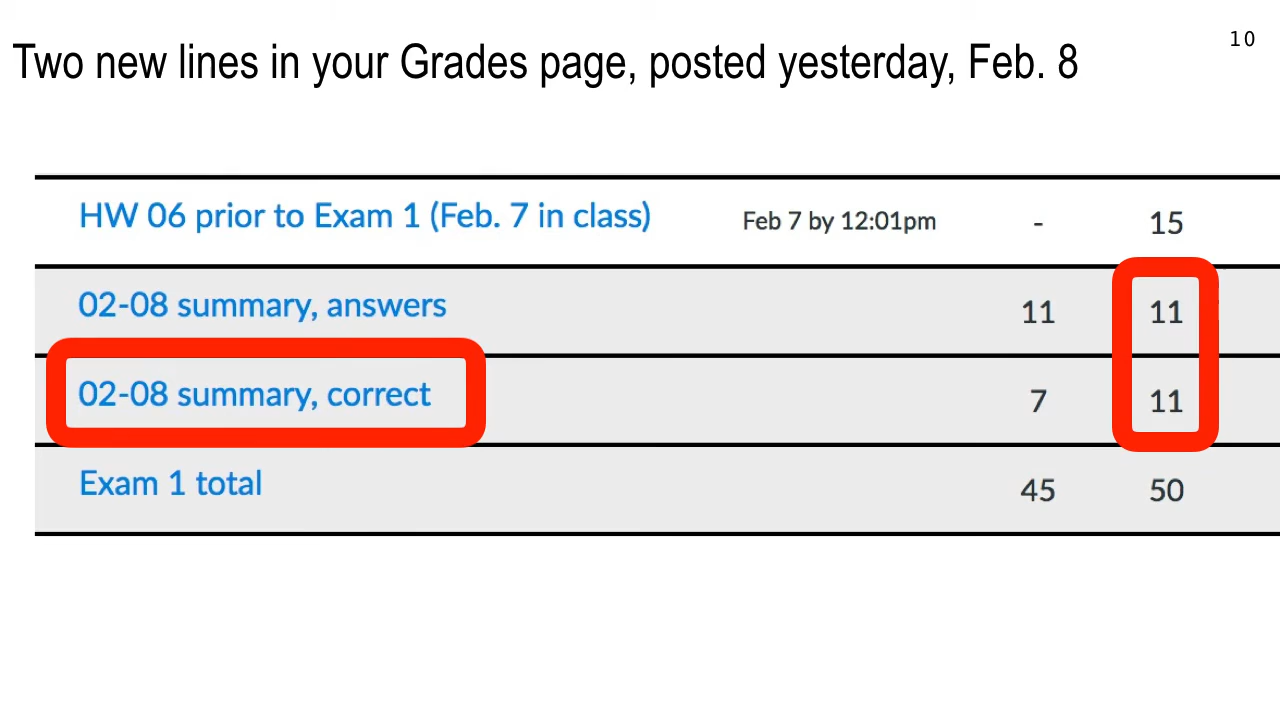 10
Two new lines in your Grades page, posted yesterday, Feb. 8
HW 06 prior to Exam 1 (Feb. 7 in class) Feb 7 by 12:01pm - 15
02-08 summary, answers 11 11
02-08 summary, correct 7 11
Exam 1 total 45 50